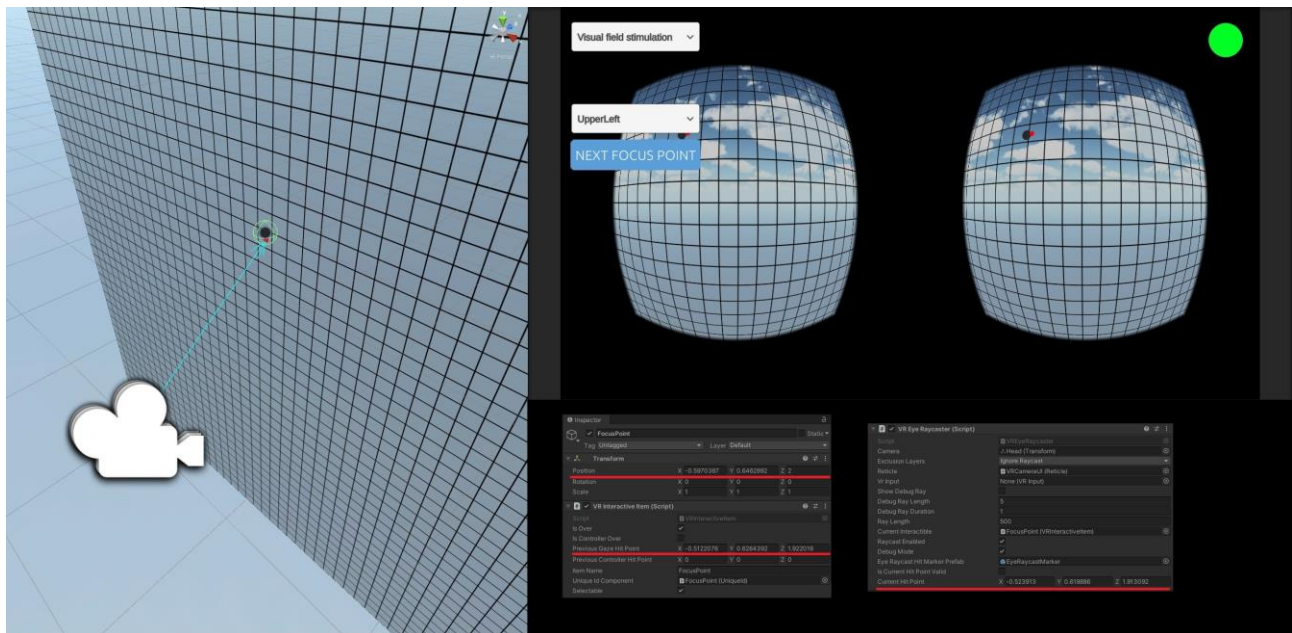 Visual field stimulation
UpperLeft
NEXT FOCUS POINT
Inspector
FocusPoint Static
Tag Untagged Layer Default
Transform
Position X -0.5970387 Y 0.6462892 Z 2
Rotation X 0 Y 0 Z 0
Scale X 1 Y 1 Z 1
VR Interactive Item (Script)
Script VRInteractiveItem
Is Over
Is Controller Over
Previous Gaze Hit Point X -0.5122078 Y 0.6264392 Z 1.922016
Previous Controller Hit Point X 0 Y 0 Z 0
Item Name FocusPoint
Unique Id Component FocusPoint (UniqueId)
Selectable
VR Eye Raycaster (Script)
Script VREyeRaycaster
Camera Head (Transform)
Exclusion Layers Ignore Raycast
Reticle VRCameraUI (Reticle)
Vr Input None (VR Input)
Show Debug Ray
Debug Ray Length 5
Debug Ray Duration 1
Ray Length 500
Current Interactible FocusPoint (VRInteractiveItem)
Raycast Enabled
Debug Mode
Eye Raycast Hit Marker Prefab EyeRaycastMarker
Is Current Hit Point Valid
Current Hit Point X -0.523913 Y 0.618886 Z 1.913092